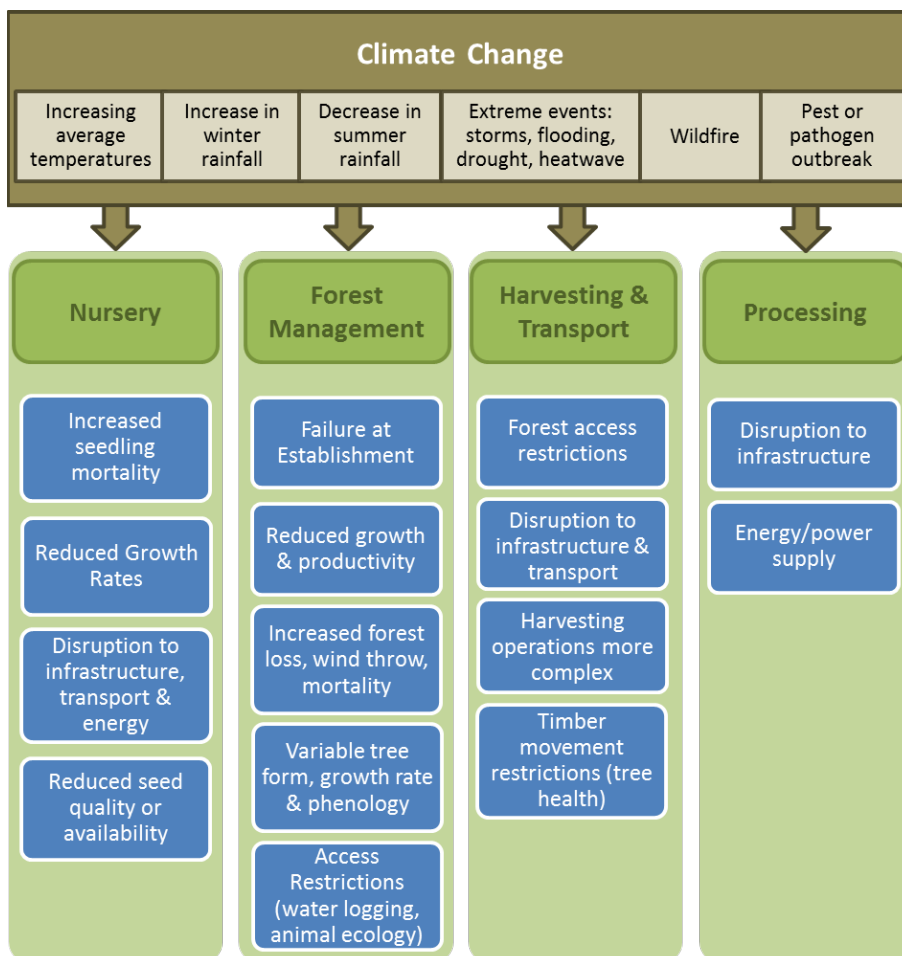 Climate Change
Increasing
average
temperatures
Increase in
winter
rainfall
Decrease in
summer
rainfall
Extreme events:
storms, flooding,
drought, heatwave
Wildfire
Pest or
pathogen
outbreak
Nursery
Increased
seedling
mortality
Reduced Growth
Rates
Disruption to
infrastructure,
transport &
energy
Reduced seed
quality or
availability
Forest
Management
Failure at
Establishment
Reduced growth
& productivity
Increased forest
loss, wind throw,
mortality
Variable tree
form, growth rate
& phenology
Access
Restrictions
(water logging,
animal ecology)
Harvesting &
Transport
Forest access
restrictions
Disruption to
infrastructure &
transport
Harvesting
operations more
complex
Timber
movement
restrictions (tree
health)
Processing
Disruption to
infrastructure
Energy/power
supply